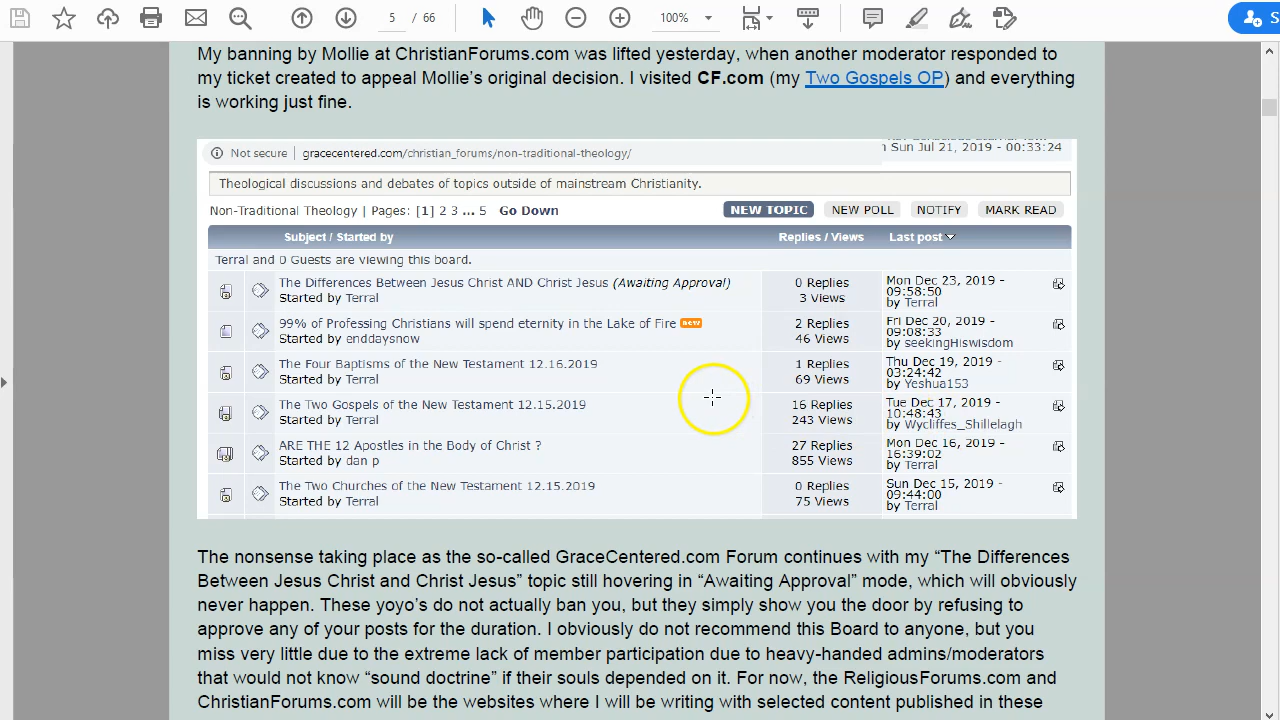 5 / 66
100%
S
My banning by Mollie at ChristianForums.com was lifted yesterday, when another moderator responded to
my ticket created to appeal Mollie's original decision. I visited CF.com (my Two Gospels OP) and everything
is working just fine.
Not secure | gracecentered.com/christian_forums/non-traditional-theology/
Sun Jul 21, 2019 - 00:33:24
Theological discussions and debates of topics outside of mainstream Christianity.
Non-Traditional Theology | Pages: [1] 2 3 ... 5 Go Down
NEW TOPIC NEW POLL NOTIFY MARK READ
Subject / Started by Replies / Views Last post
Terral and 0 Guests are viewing this board.
The Differences Between Jesus Christ AND Christ Jesus (Awaiting Approval)
Started by Terral
0 Replies
3 Views
Mon Dec 23, 2019 -
09:58:50
by Terral
99% of Professing Christians will spend eternity in the Lake of Fire new
Started by enddaysnow
2 Replies
46 Views
Fri Dec 20, 2019 -
09:08:33
by seekingHiswisdom
The Four Baptisms of the New Testament 12.16.2019
Started by Terral
1 Replies
69 Views
Thu Dec 19, 2019 -
03:24:42
by Yeshua153
The Two Gospels of the New Testament 12.15.2019
Started by Terral
16 Replies
243 Views
Tue Dec 17, 2019 -
10:48:43
by Wycliffes_Shillelagh
ARE THE 12 Apostles in the Body of Christ ?
Started by dan p
27 Replies
855 Views
Mon Dec 16, 2019 -
16:39:02
by Terral
The Two Churches of the New Testament 12.15.2019
Started by Terral
0 Replies
75 Views
Sun Dec 15, 2019 -
09:44:00
by Terral
The nonsense taking place as the so-called GraceCentered.com Forum continues with my “The Differences
Between Jesus Christ and Christ Jesus” topic still hovering in “Awaiting Approval” mode, which will obviously
never happen. These yoyo’s do not actually ban you, but they simply show you the door by refusing to
approve any of your posts for the duration. I obviously do not recommend this Board to anyone, but you
miss very little due to the extreme lack of member participation due to heavy-handed admins/moderators
that would not know “sound doctrine” if their souls depended on it. For now, the ReligiousForums.com and
ChristianForums.com will be the websites where I will be writing with selected content published in these